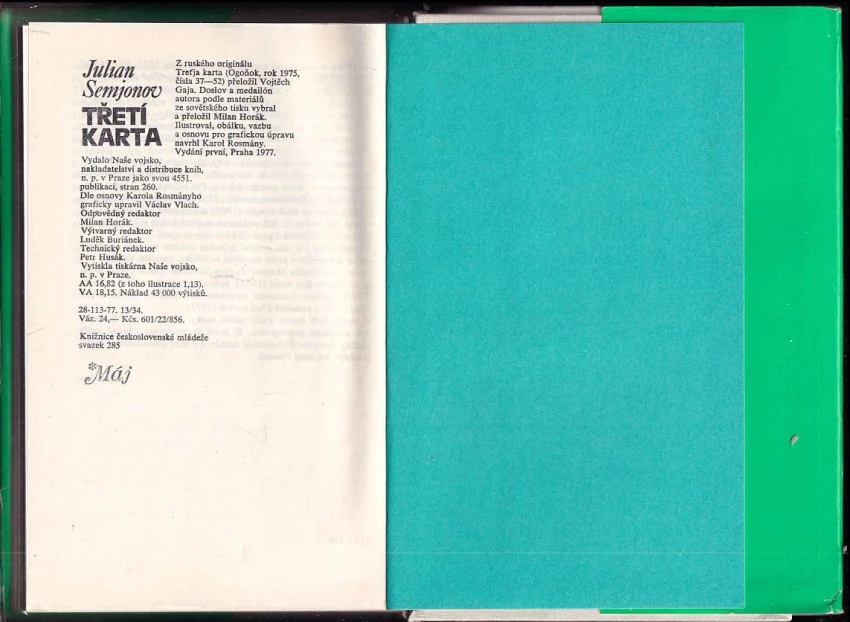 Julian
Semjonov
TŘETÍ
KARTA
Z ruského originálu
Treťja karta (Ogoňok, rok 1975,
čísla 37—52) přeložil Vojtěch
Gaja. Doslov a medailón
autora podle materiálů
ze sovětského tisku vybral
a přeložil Milan Horák.
Ilustroval, obálku, vazbu
a osnovu pro grafickou úpravu
navrhl Karol Rosmány.
Vydání první, Praha 1977.
Vydalo Naše vojsko,
nakladatelství a distribuce knih,
n. p. v Praze jako svou 4551.
publikaci, stran 260.
Dle osnovy Karola Rosmányho
graficky upravil Václav Vlach.
Odpovědný redaktor
Milan Horák.
Výtvarný redaktor
Luděk Buriánek.
Technický redaktor
Petr Husák.
Vytiskla tiskárna Naše vojsko,
n. p. v Praze.
AA 16,82 (z toho ilustrace 1,13).
VA 18,15. Náklad 43 000 výtisků.
28-113-77. 13/34.
Váz. 24,— Kčs. 601/22/856.
Knižnice československé mládeže
svazek 285
*Máj